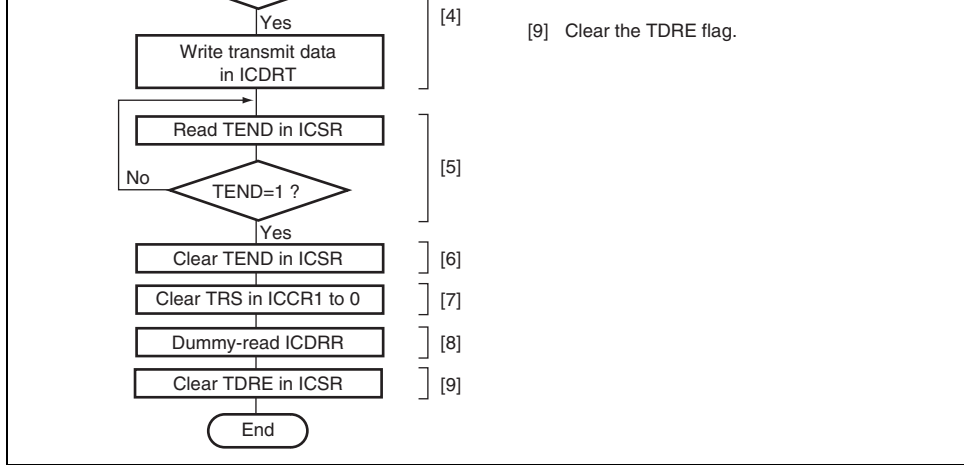 Yes
[4]
[9] Clear the TDRE flag.
Write transmit data
in ICDRT
Read TEND in ICSR
[5]
No
TEND=1 ?
Yes
Clear TEND in ICSR
[6]
Clear TRS in ICCR1 to 0
[7]
Dummy-read ICDRR
[8]
Clear TDRE in ICSR
[9]
End